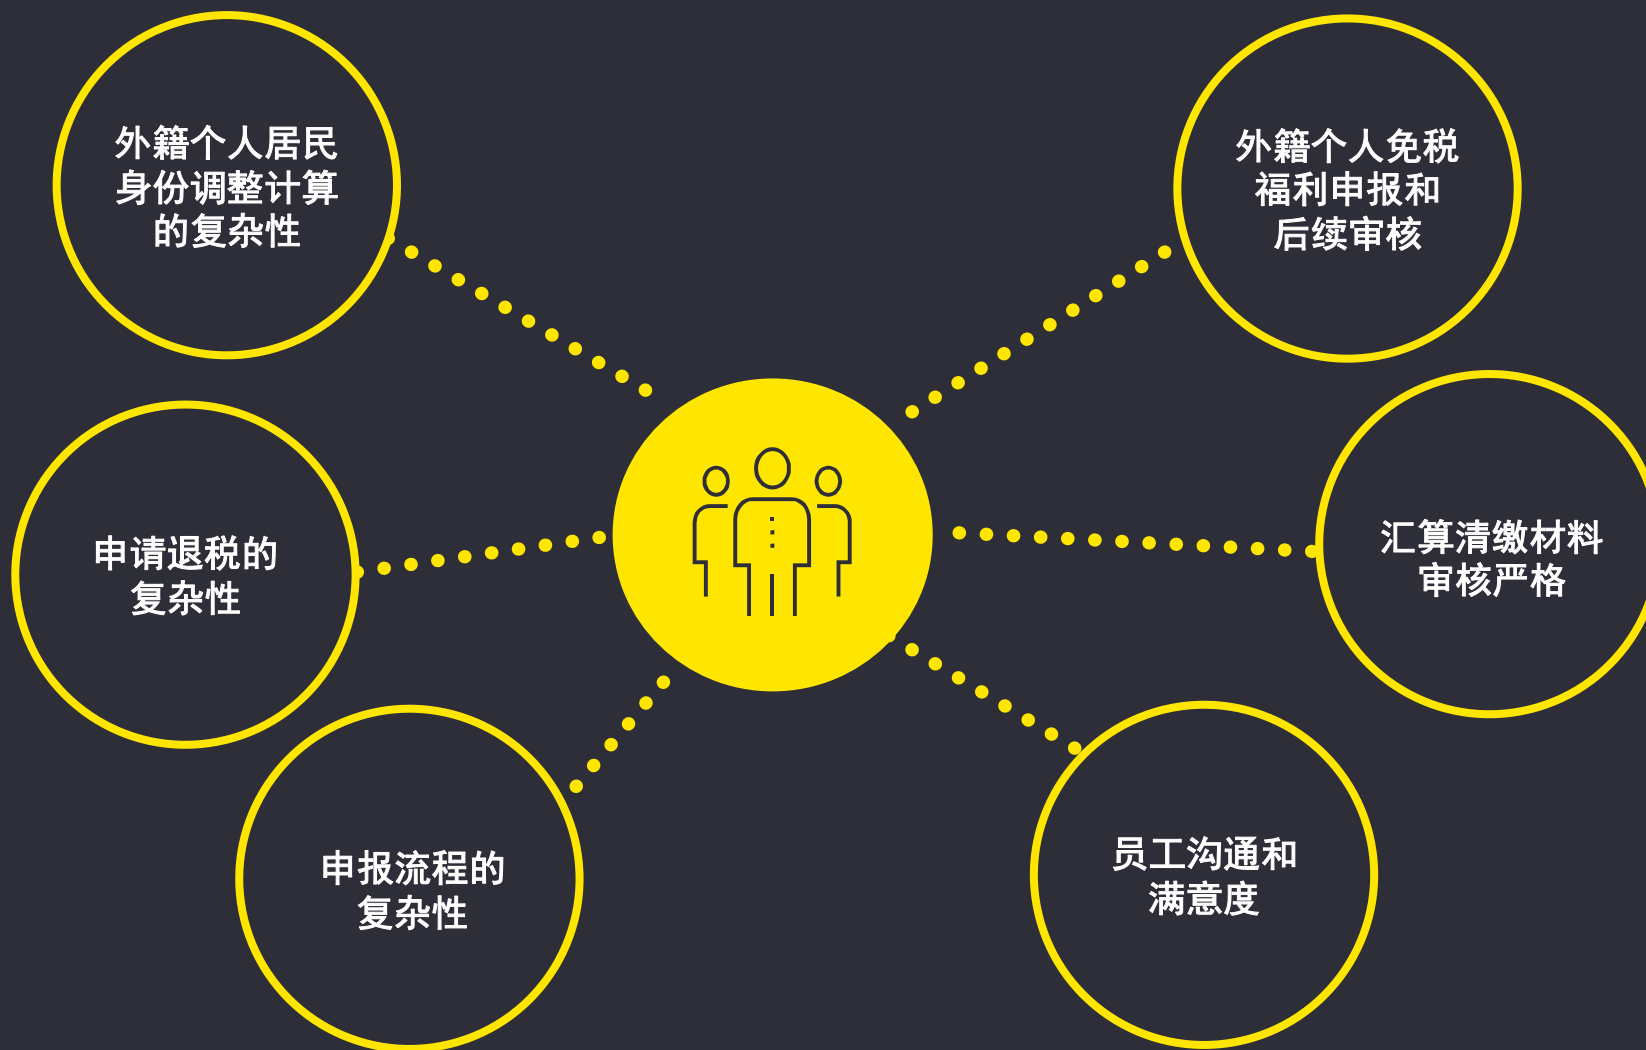 外籍个人居民
身份调整计算
的复杂性
外籍个人免税
福利申报和
后续审核
申请退税的
复杂性
汇算清缴材料
审核严格
申报流程的
复杂性
员工沟通和
满意度